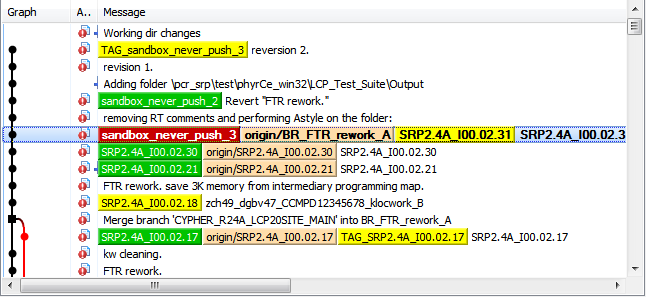 Graph A.. Message
Working dir changes
TAG_sandbox_never_push_3 reversion 2.
revision 1.
Adding folder \pcr_srp\test\phyrCe_win32\LCP_Test_Suite\Output
sandbox_never_push_2 Revert "FTR rework."
removing RT comments and performing Astyle on the folder:
sandbox_never_push_3 origin/BR_FTR_rework_A SRP2.4A_I00.02.31 SRP2.4A_I00.02.3
SRP2.4A_I00.02.30 origin/SRP2.4A_I00.02.30 SRP2.4A_I00.02.30
SRP2.4A_I00.02.21 origin/SRP2.4A_I00.02.21 SRP2.4A_I00.02.21
FTR rework. save 3K memory from intermediary programming map.
SRP2.4A_I00.02.18 zch49_dgbv47_CCMPD12345678_klocwork_B
Merge branch 'CYPHER_R24A_LCP20SITE_MAIN' into BR_FTR_rework_A
SRP2.4A_I00.02.17 origin/SRP2.4A_I00.02.17 TAG_SRP2.4A_I00.02.17 SRP2.4A_I00.02.17
kw cleaning.
FTR rework.